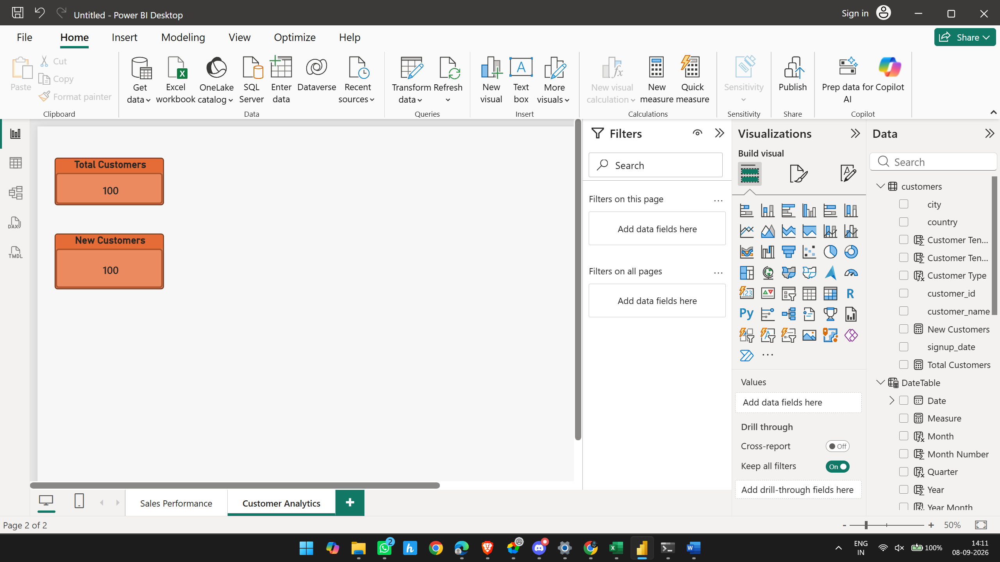 Untitled - Power BI Desktop
Sign in
File Home Insert Modeling View Optimize Help
Share
Paste
Cut
Copy
Format painter
Clipboard
Get data
Excel workbook
OneLake catalog
SQL Server
Enter data
Dataverse
Recent sources
Data
Transform data
Refresh
Queries
New visual
Text box
More visuals
Insert
New visual calculation
New measure
Quick measure
Calculations
Sensitivity
Sensitivity
Publish
Share
Prep data for AI
Copilot
Copilot
DAX
TMDL
Total Customers
100
New Customers
100
Filters
Search
Filters on this page
...
Add data fields here
Filters on all pages
...
Add data fields here
Visualizations
Build visual
123
R
Py
...
Values
Add data fields here
Drill through
Cross-report
Off
Keep all filters
On
Add drill-through fields here
Data
Search
customers
city
country
Customer Ten...
Customer Ten...
Customer Type
customer_id
customer_name
New Customers
signup_date
Total Customers
DateTable
Date
Measure
Month
Month Number
Quarter
Year
Year Month
Sales Performance
Customer Analytics
+
Page 2 of 2
- + 50%
2
ENG
IN
100%
14:11
08-09-2026